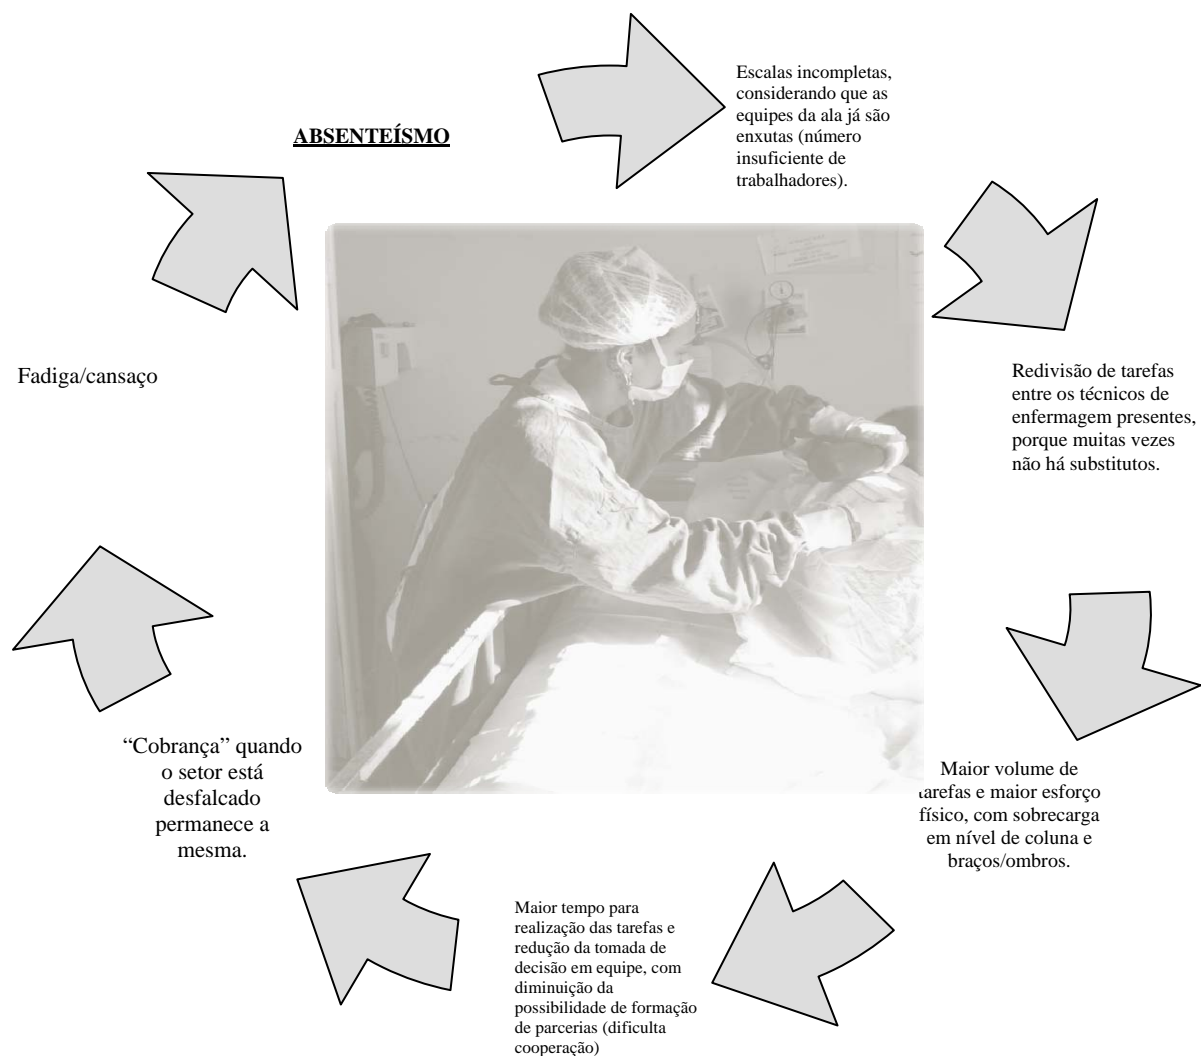 ABSENTEÍSMO
Escalas incompletas,
considerando que as
equipes da ala já são
enxutas (número
insuficiente de
trabalhadores).
Redivisão de tarefas
entre os técnicos de
enfermagem presentes,
porque muitas vezes
não há substitutos.
Maior volume de
tarefas e maior esforço
físico, com sobrecarga
em nível de coluna e
braços/ombros.
Maior tempo para
realização das tarefas e
redução da tomada de
decisão em equipe, com
diminuição da
possibilidade de formação
de parcerias (dificulta
cooperação)
“Cobrança” quando
o setor está
desfalcado
permanece a
mesma.
Fadiga/cansaço